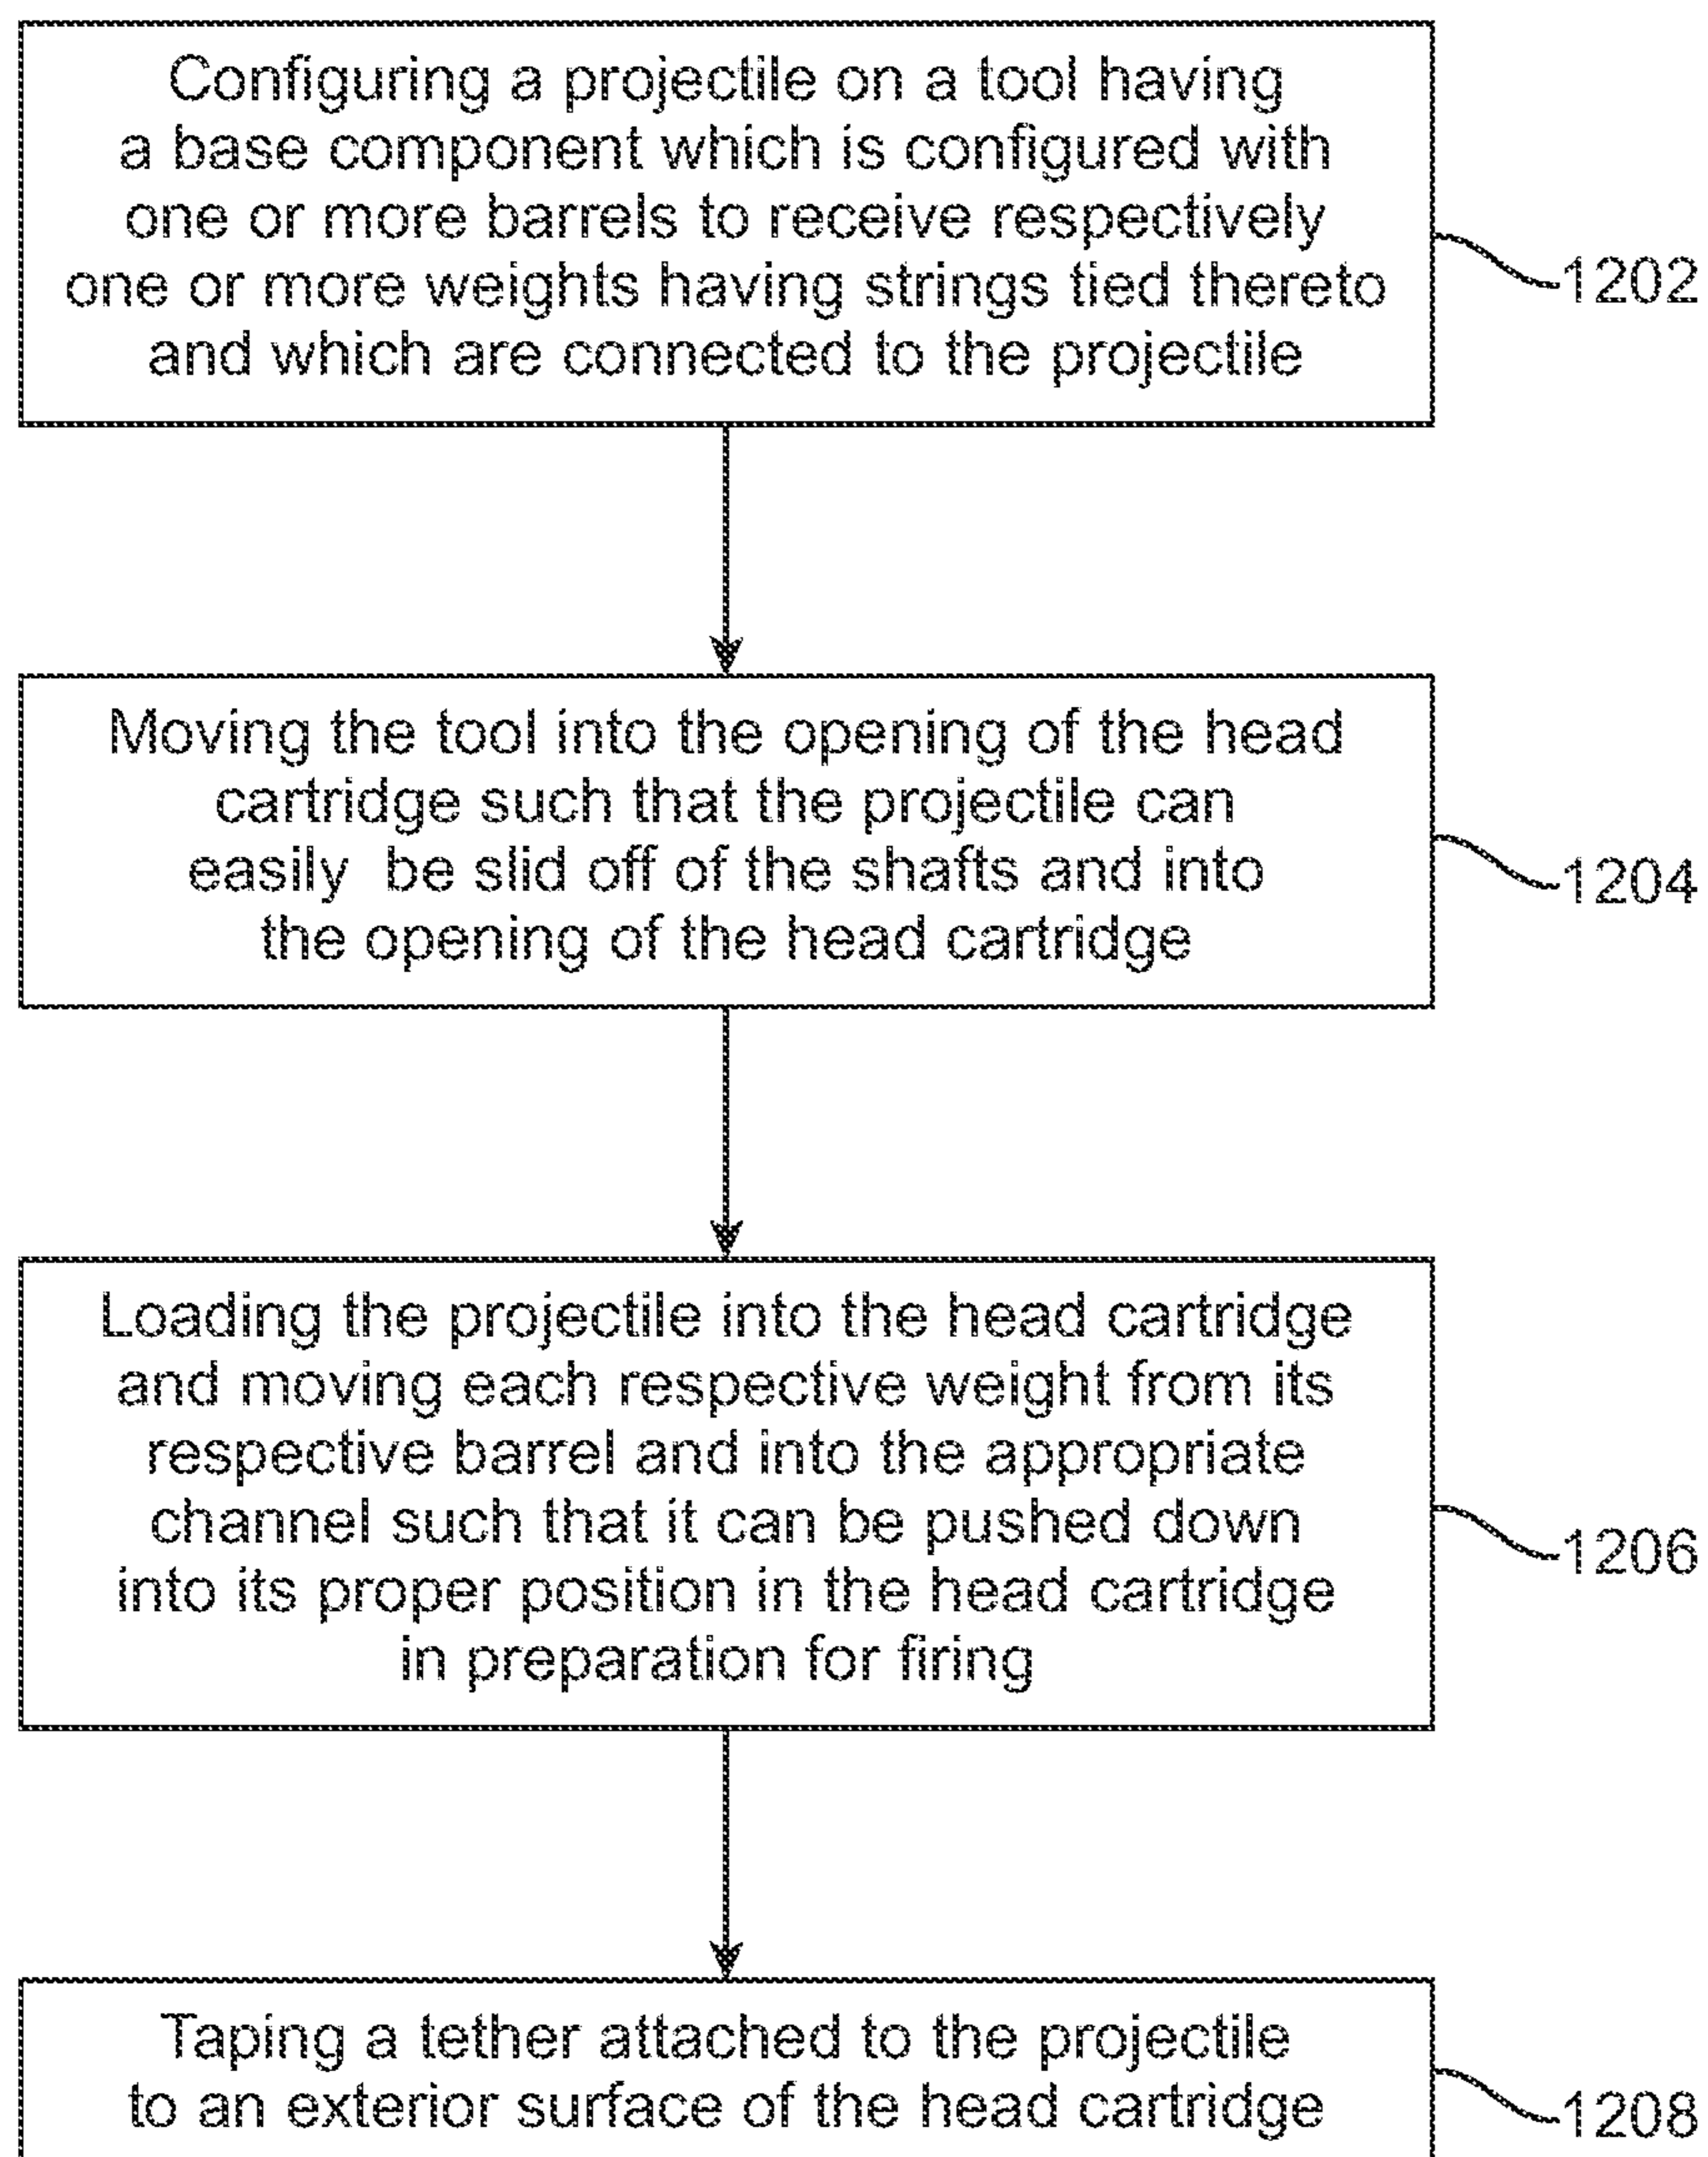 Configuring a projectile on a tool having
a base component which is configured with
one or more barrels to receive respectively
one or more weights having strings tied thereto
and which are connected to the projectile
1202
Moving the tool into the opening of the head
cartridge such that the projectile can
easily be slid off of the shafts and into
the opening of the head cartridge
1204
Loading the projectile into the head cartridge
and moving each respective weight from its
respective barrel and into the appropriate
channel such that it can be pushed down
into its proper position in the head cartridge
in preparation for firing
1206
Taping a tether attached to the projectile
to an exterior surface of the head cartridge
1208